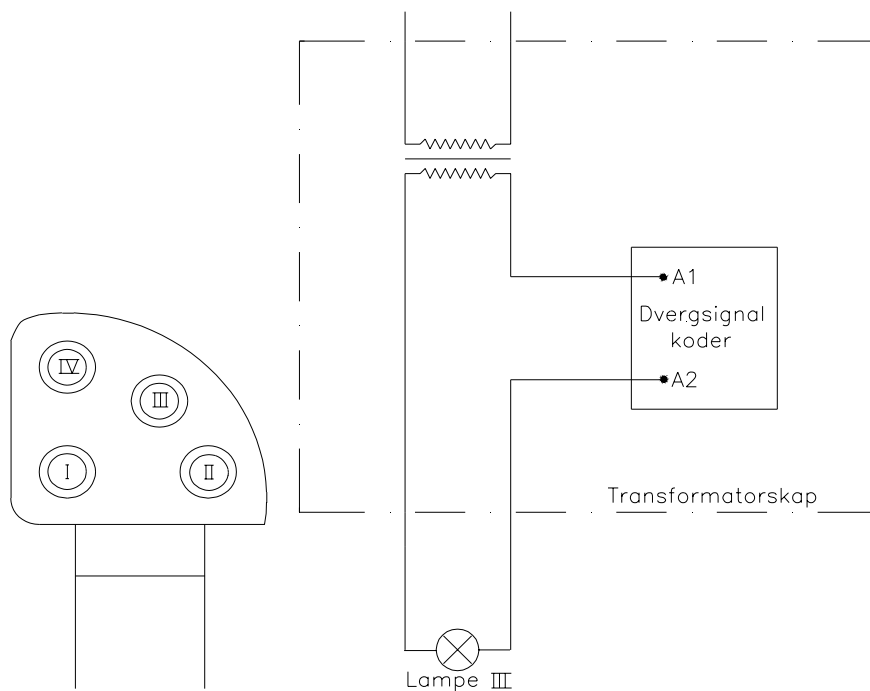 IV
III
I
II
A1
Dvergsignal
koder
A2
Transformatorskap
Lampe III